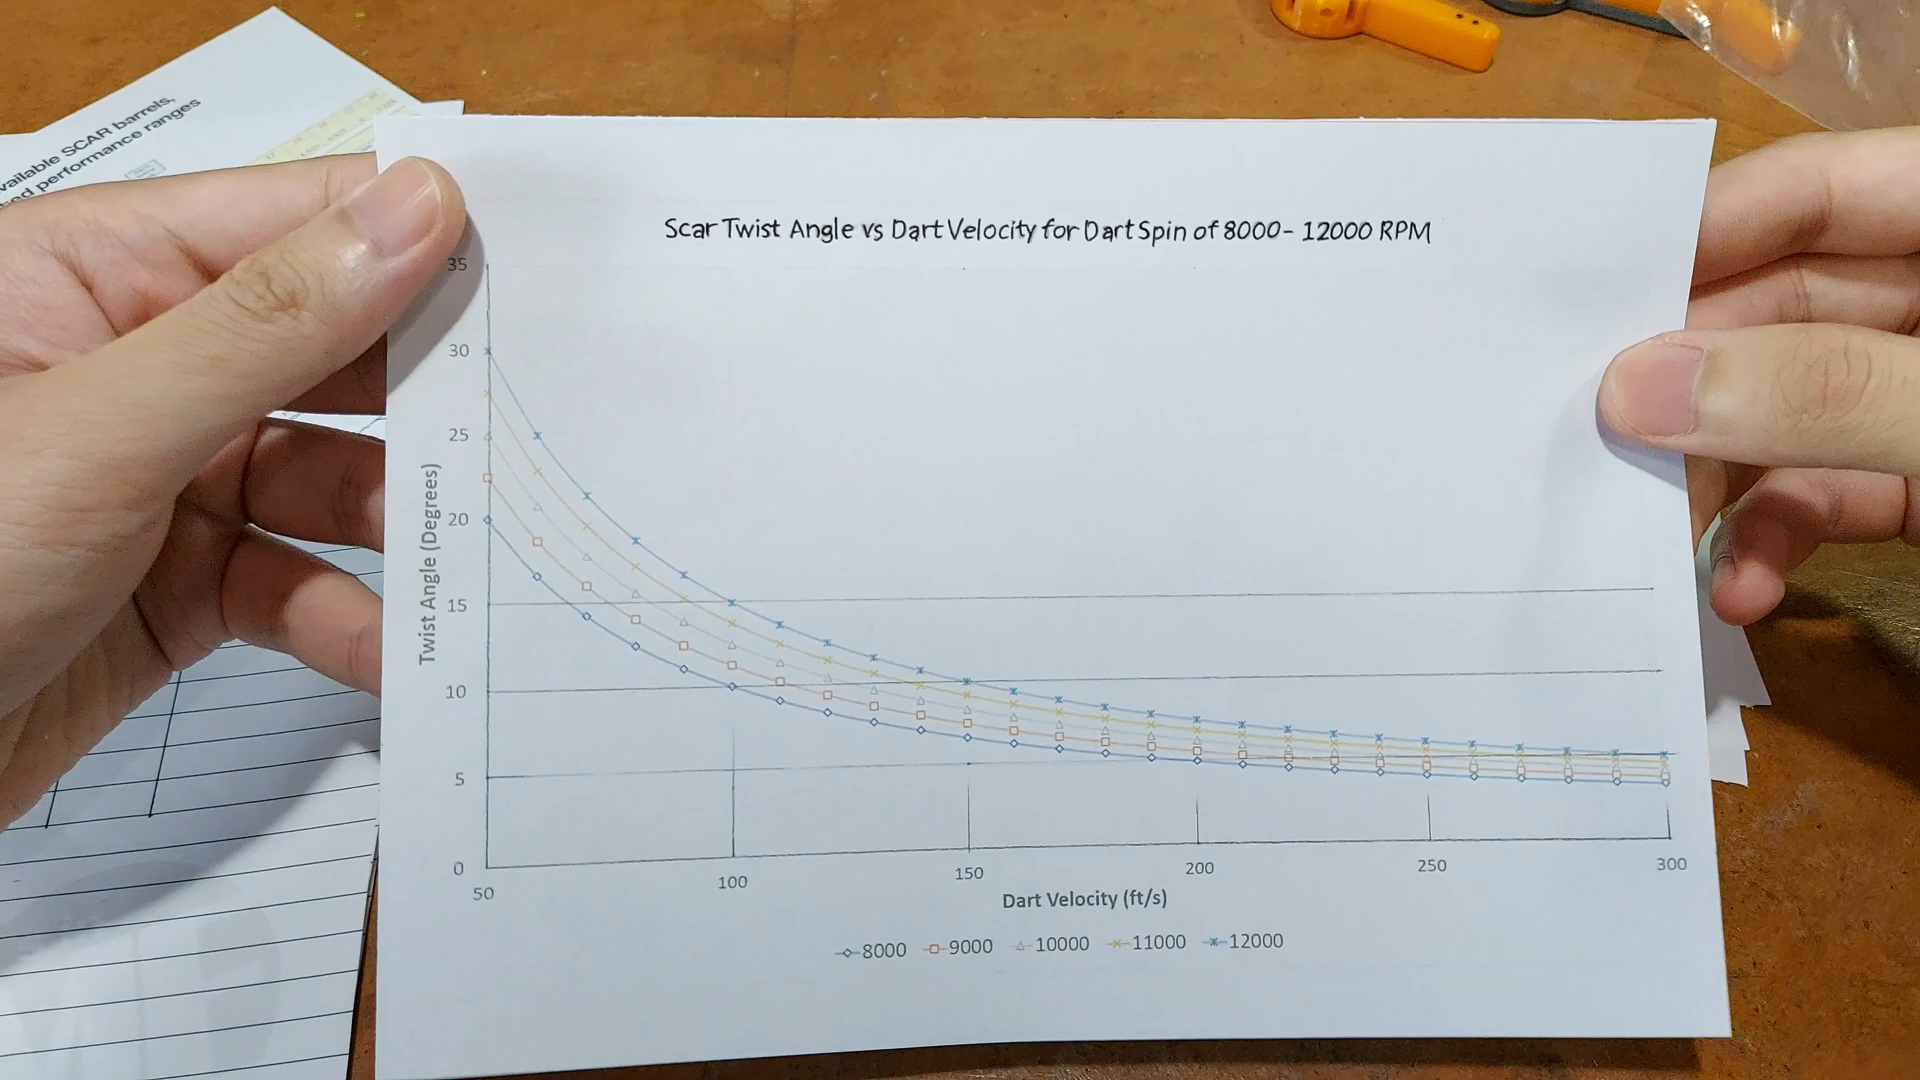 vailable SCAR barrels,
ed performance ranges
Scar Twist Angle vs Dart Velocity for Dart Spin of 8000- 12000 RPM
35
30
25
20
15
10
5
0
Twist Angle (Degrees)
50
100
150
200
250
300
Dart Velocity (ft/s)
8000 9000 10000 11000 12000